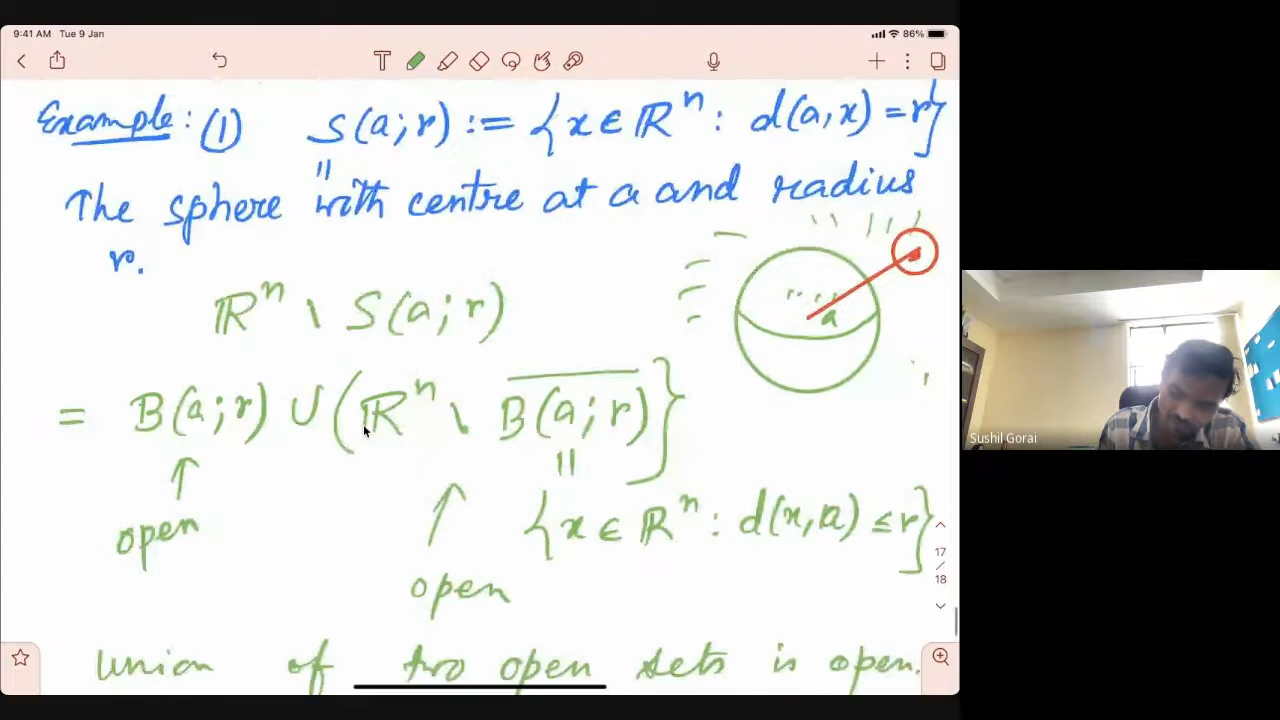 9:41 AM Tue 9 Jan 86%
Example: (1) S(a;r) := {x ∈ ℝⁿ : d(a,x) = r}
"
The sphere with centre at a and radius
r.
ℝⁿ \ S(a;r)
a
= B(a;r) ∪ (ℝⁿ \ \overline{B(a;r)}}
"
↑ open
↑ open
{x ∈ ℝⁿ : d(x,a) ≤ r}
17
/
18
union of two open sets is open.
Sushil Gorai